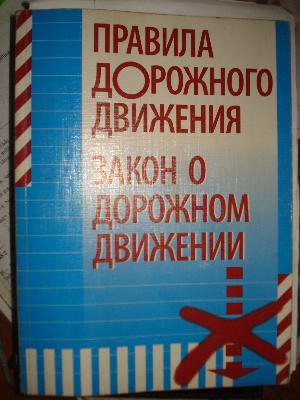 ПРАВИЛА
ДОРОЖНОГО
ДВИЖЕНИЯ
ЗАКОН О
ДОРОЖНОМ
ДВИЖЕНИИ